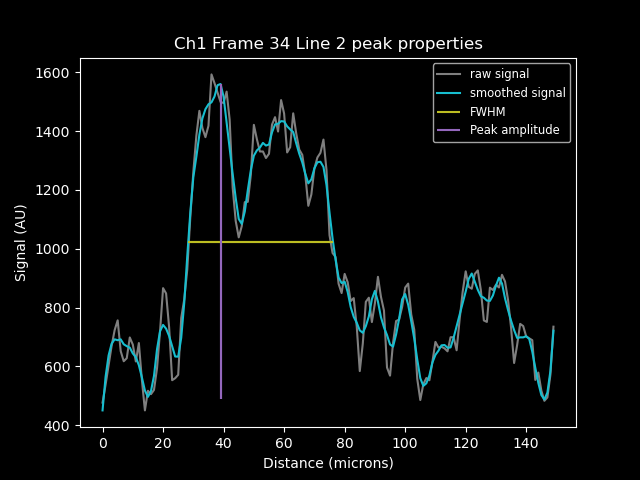 Ch1 Frame 34 Line 2 peak properties
raw signal
smoothed signal
FWHM
Peak amplitude
Signal (AU)
1600
1400
1200
1000
800
600
400
0 20 40 60 80 100 120 140
Distance (microns)